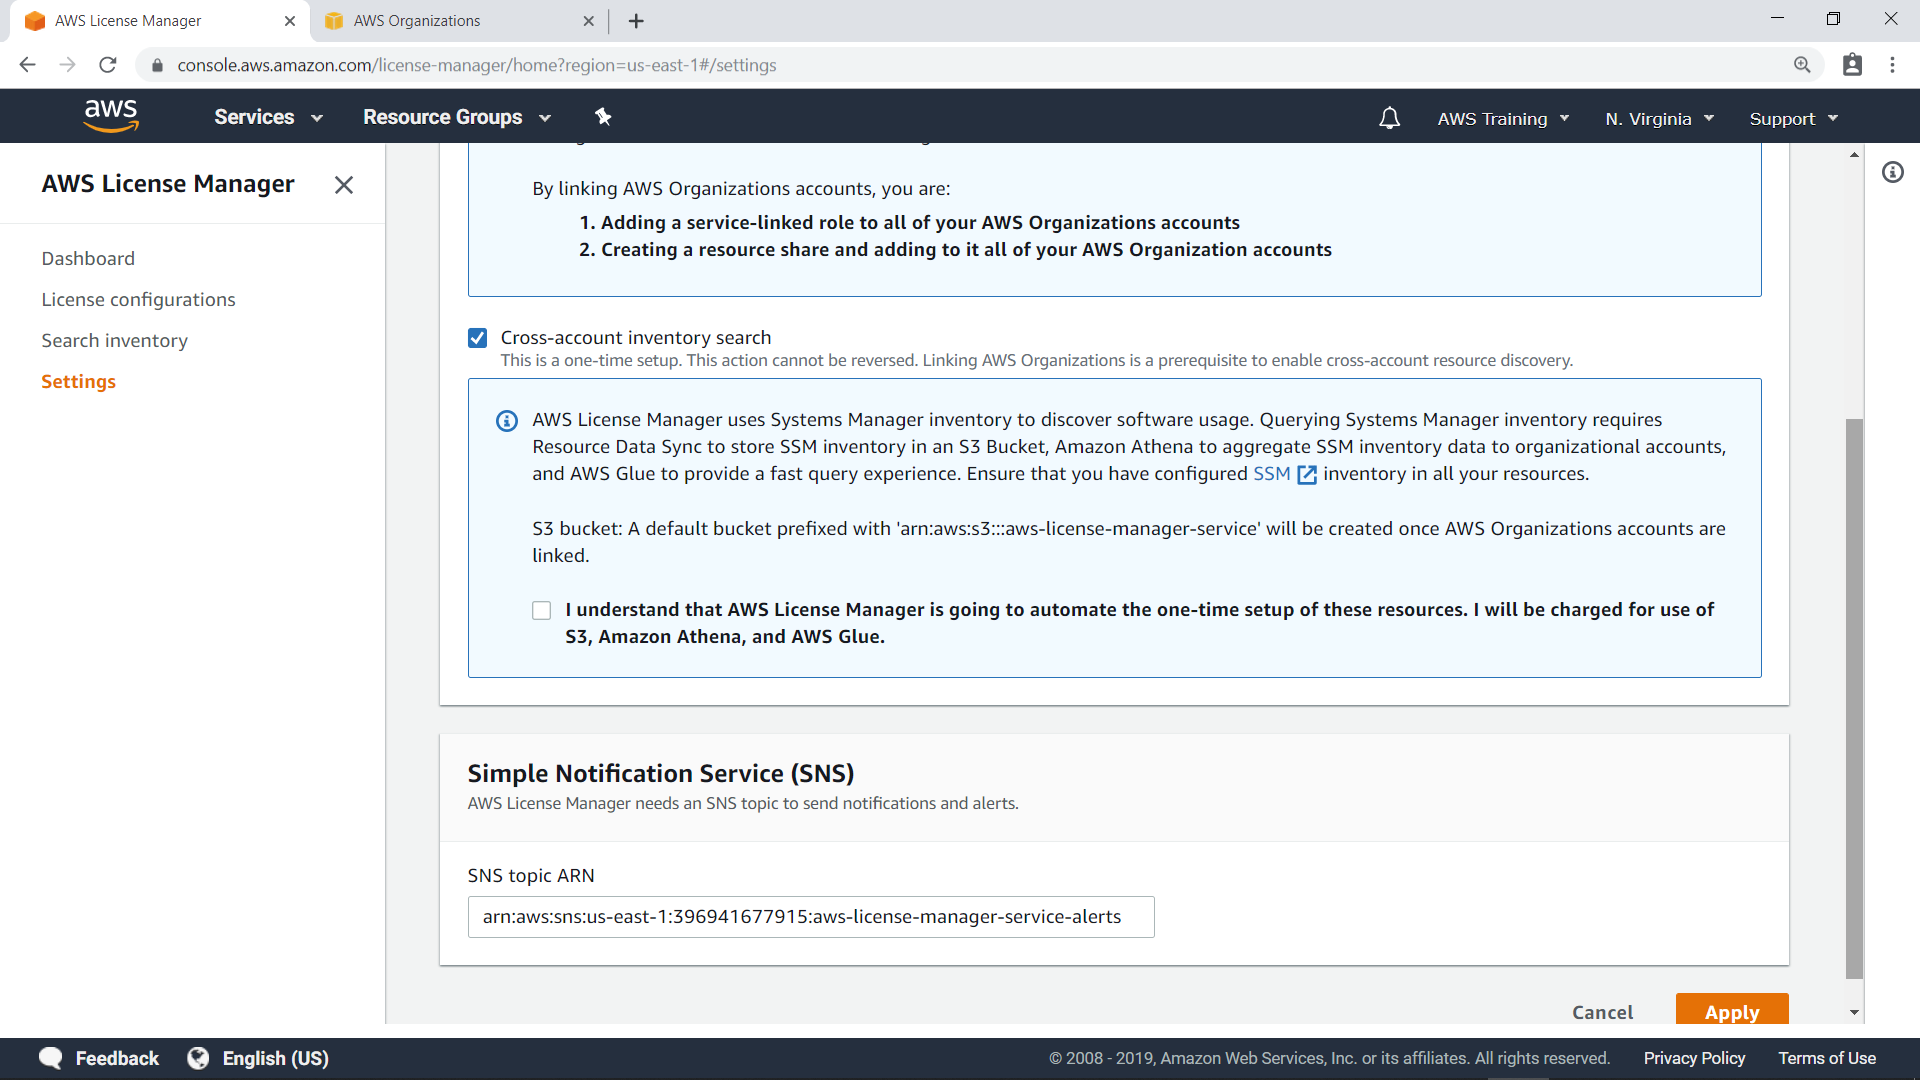 AWS License Manager
AWS Organizations
console.aws.amazon.com/license-manager/home?region=us-east-1#/settings
aws
Services
Resource Groups
AWS Training
N. Virginia
Support
AWS License Manager
Dashboard
License configurations
Search inventory
Settings
By linking AWS Organizations accounts, you are:
1. Adding a service-linked role to all of your AWS Organizations accounts
2. Creating a resource share and adding to it all of your AWS Organization accounts
Cross-account inventory search
This is a one-time setup. This action cannot be reversed. Linking AWS Organizations is a prerequisite to enable cross-account resource discovery.
AWS License Manager uses Systems Manager inventory to discover software usage. Querying Systems Manager inventory requires
Resource Data Sync to store SSM inventory in an S3 Bucket, Amazon Athena to aggregate SSM inventory data to organizational accounts,
and AWS Glue to provide a fast query experience. Ensure that you have configured SSM inventory in all your resources.
S3 bucket: A default bucket prefixed with 'arn:aws:s3:::aws-license-manager-service' will be created once AWS Organizations accounts are
linked.
I understand that AWS License Manager is going to automate the one-time setup of these resources. I will be charged for use of
S3, Amazon Athena, and AWS Glue.
Simple Notification Service (SNS)
AWS License Manager needs an SNS topic to send notifications and alerts.
SNS topic ARN
arn:aws:sns:us-east-1:396941677915:aws-license-manager-service-alerts
Cancel
Apply
Feedback
English (US)
© 2008 - 2019, Amazon Web Services, Inc. or its affiliates. All rights reserved.
Privacy Policy
Terms of Use